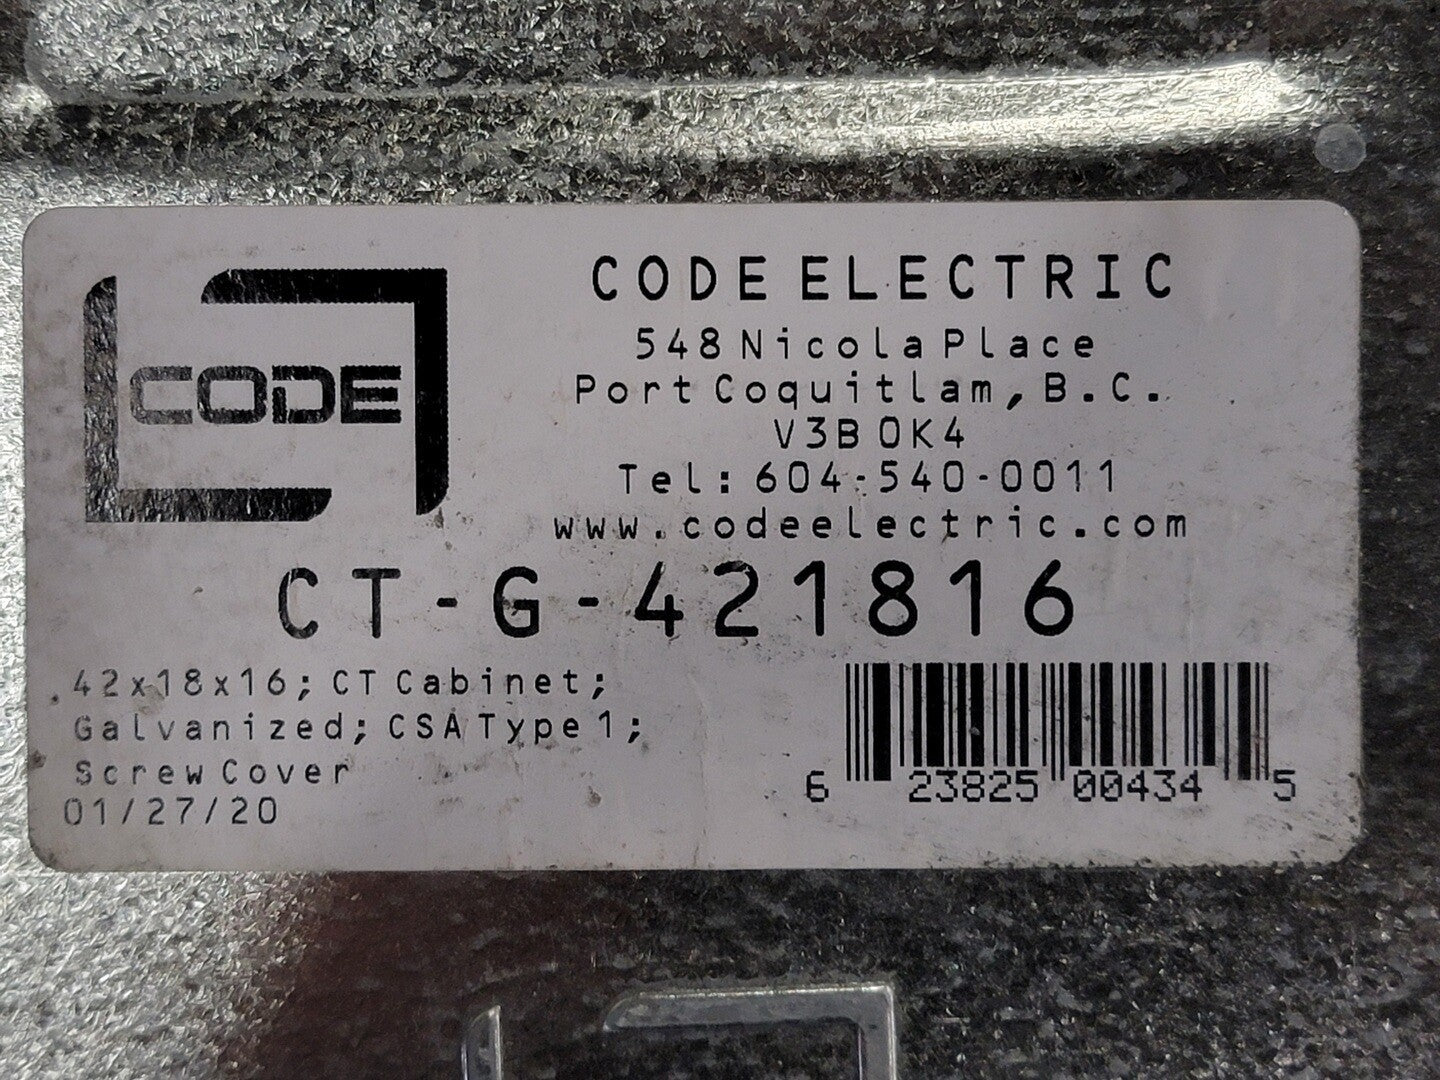 CODE
CODE ELECTRIC
548 Nicola Place
Port Coquitlam, B.C.
V3B 0K4
Tel: 604-540-0011
www.codeelectric.com
CT-G-421816
42x18x16; CT Cabinet;
Galvanized; CSA Type 1;
Screw Cover
01/27/20
6 23825 00434 5